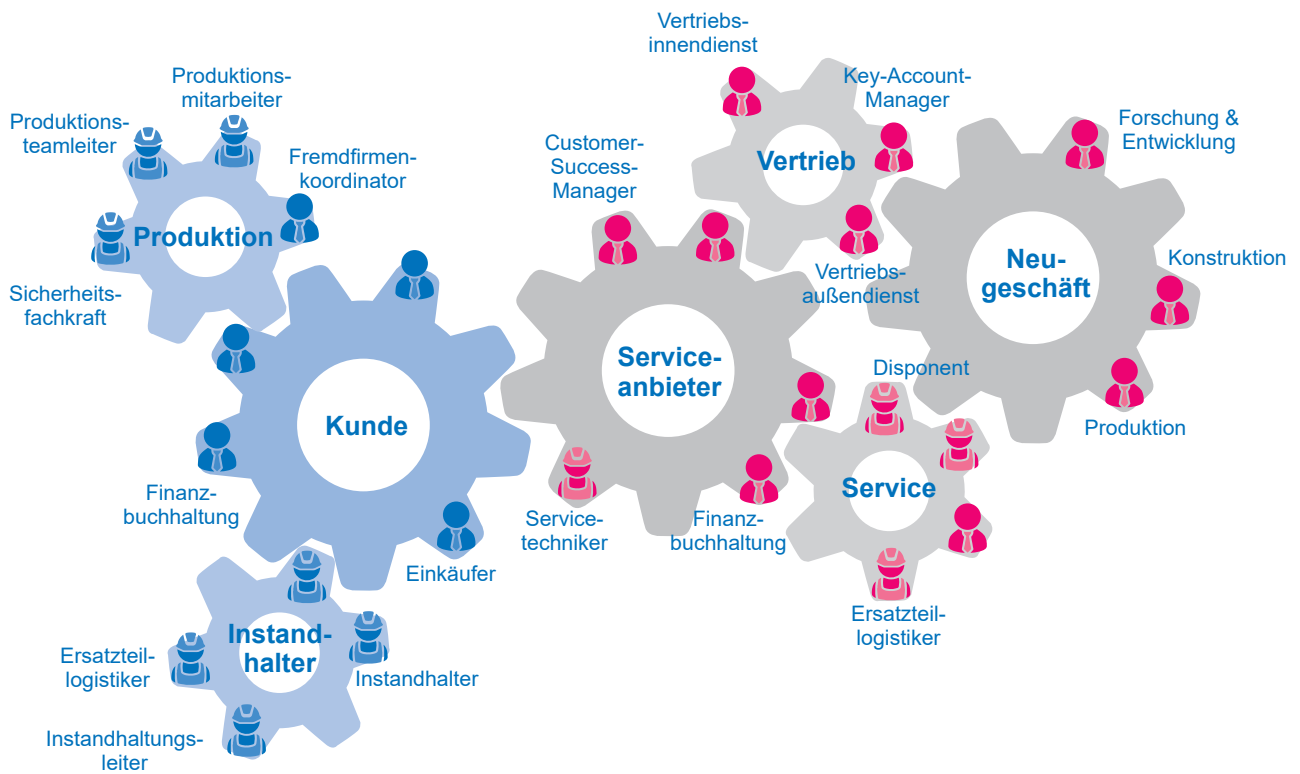 Vertriebs-
innendienst
Produktions-
mitarbeiter
Key-Account-
Manager
Produktions-
teamleiter
Forschung &
Entwicklung
Customer-
Success-
Manager
Fremdfirmen-
koordinator
Vertrieb
Produktion
Neu-
geschäft
Konstruktion
Sicherheits-
fachkraft
Vertriebs-
außendienst
Service-
anbieter
Disponent
Kunde
Produktion
Finanz-
buchhaltung
Service
Service-
techniker
Finanz-
buchhaltung
Einkäufer
Ersatzteil-
logistiker
Instand-
halter
Ersatzteil-
logistiker
Instandhalter
Instandhaltungs-
leiter